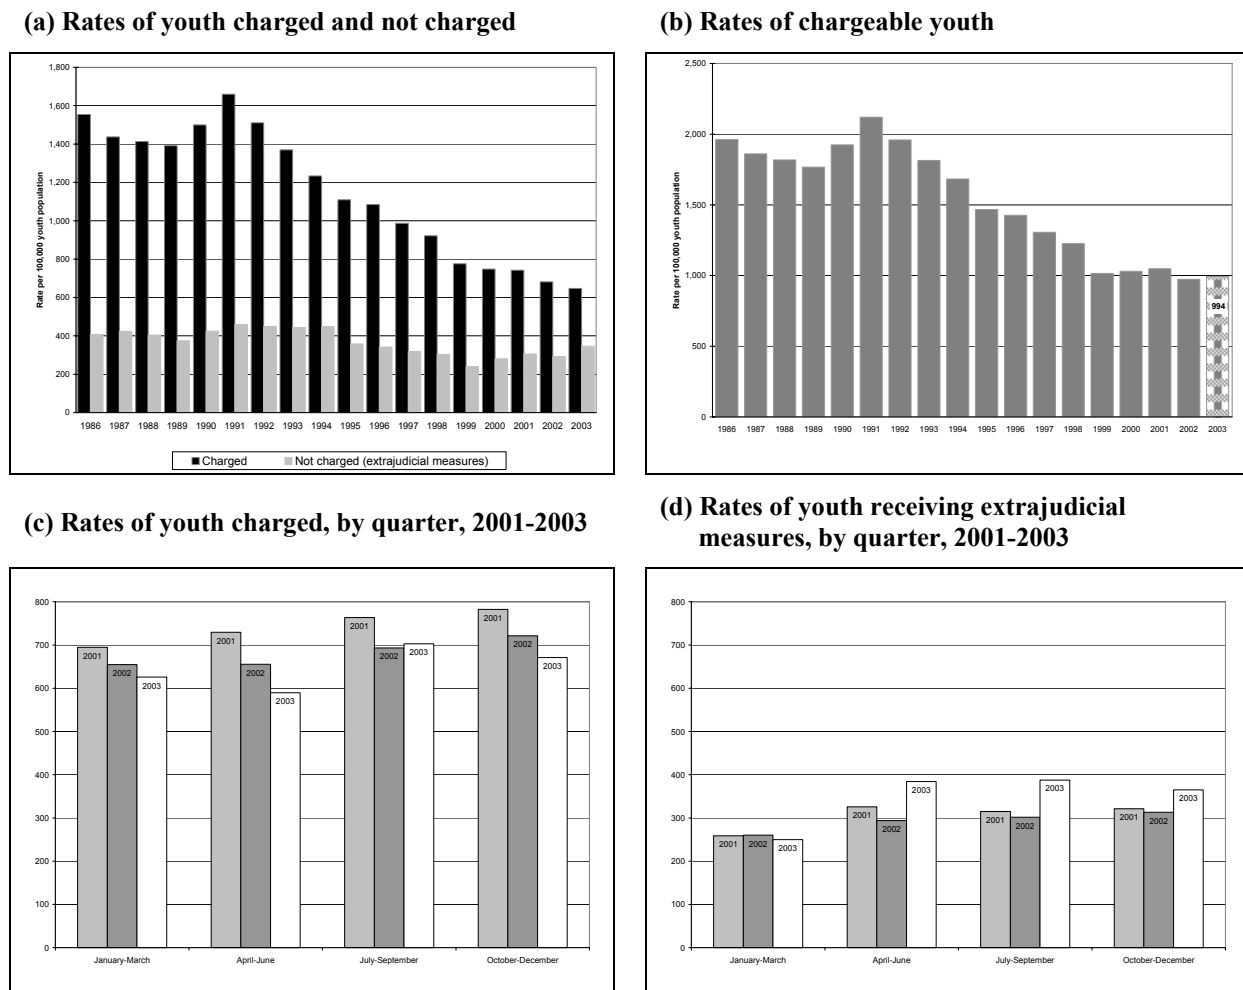 (a) Rates of youth charged and not charged
Rate per 100,000 youth population
1,800
1,600
1,400
1,200
1,000
800
600
400
200
0
1986 1987 1988 1989 1990 1991 1992 1993 1994 1995 1996 1997 1998 1999 2000 2001 2002 2003
Charged Not charged (extrajudicial measures)
(b) Rates of chargeable youth
Rate per 100,000 youth population
2,500
2,000
1,500
1,000
500
0
994
1986 1987 1988 1989 1990 1991 1992 1993 1994 1995 1996 1997 1998 1999 2000 2001 2002 2003
(c) Rates of youth charged, by quarter, 2001-2003
800
700
600
500
400
300
200
100
0
2001 2002 2003
2001 2002 2003
2001 2002 2003
2001 2002 2003
January-March April-June July-September October-December
(d) Rates of youth receiving extrajudicial
measures, by quarter, 2001-2003
800
700
600
500
400
300
200
100
0
2001 2002 2003
2001 2002 2003
2001 2002 2003
2001 2002 2003
January-March April-June July-September October-December